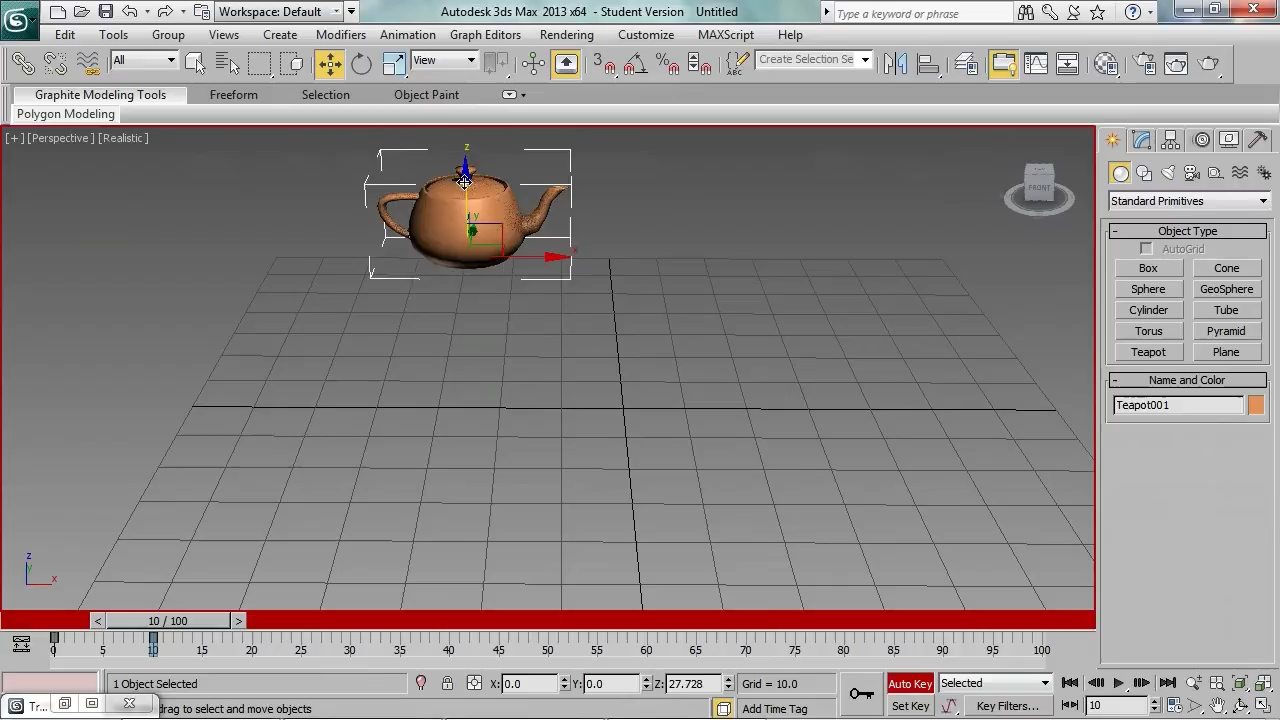 Workspace: Default
Autodesk 3ds Max 2013 x64 - Student Version Untitled
Type a keyword or phrase
Edit Tools Group Views Create Modifiers Animation Graph Editors Rendering Customize MAXScript Help
All
View
3
%
ABC
Create Selection Se
Graphite Modeling Tools Freeform Selection Object Paint
Polygon Modeling
[+] [Perspective] [Realistic]
z
y
x
FRONT
Standard Primitives
- Object Type
AutoGrid
Box Cone
Sphere GeoSphere
Cylinder Tube
Torus Pyramid
Teapot Plane
- Name and Color
Teapot001
z
y
x
< 10 / 100 >
0 5 10 15 20 25 30 35 40 45 50 55 60 65 70 75 80 85 90 95 100
1 Object Selected X: 0.0 Y: 0.0 Z: 27.728 Grid = 10.0 Auto Key Selected
Tr... drag to select and move objects Add Time Tag Set Key Key Filters... 10